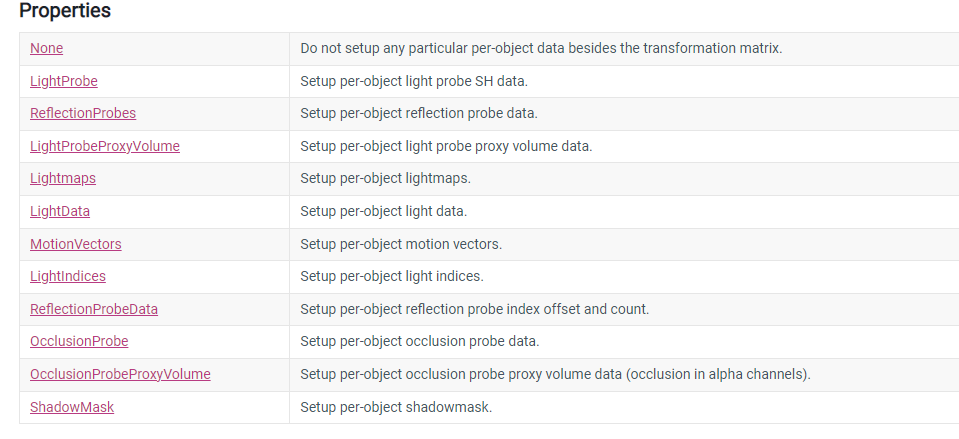 Properties
None Do not setup any particular per-object data besides the transformation matrix.
LightProbe Setup per-object light probe SH data.
ReflectionProbes Setup per-object reflection probe data.
LightProbeProxyVolume Setup per-object light probe proxy volume data.
Lightmaps Setup per-object lightmaps.
LightData Setup per-object light data.
MotionVectors Setup per-object motion vectors.
LightIndices Setup per-object light indices.
ReflectionProbeData Setup per-object reflection probe index offset and count.
OcclusionProbe Setup per-object occlusion probe data.
OcclusionProbeProxyVolume Setup per-object occlusion probe proxy volume data (occlusion in alpha channels).
ShadowMask Setup per-object shadowmask.